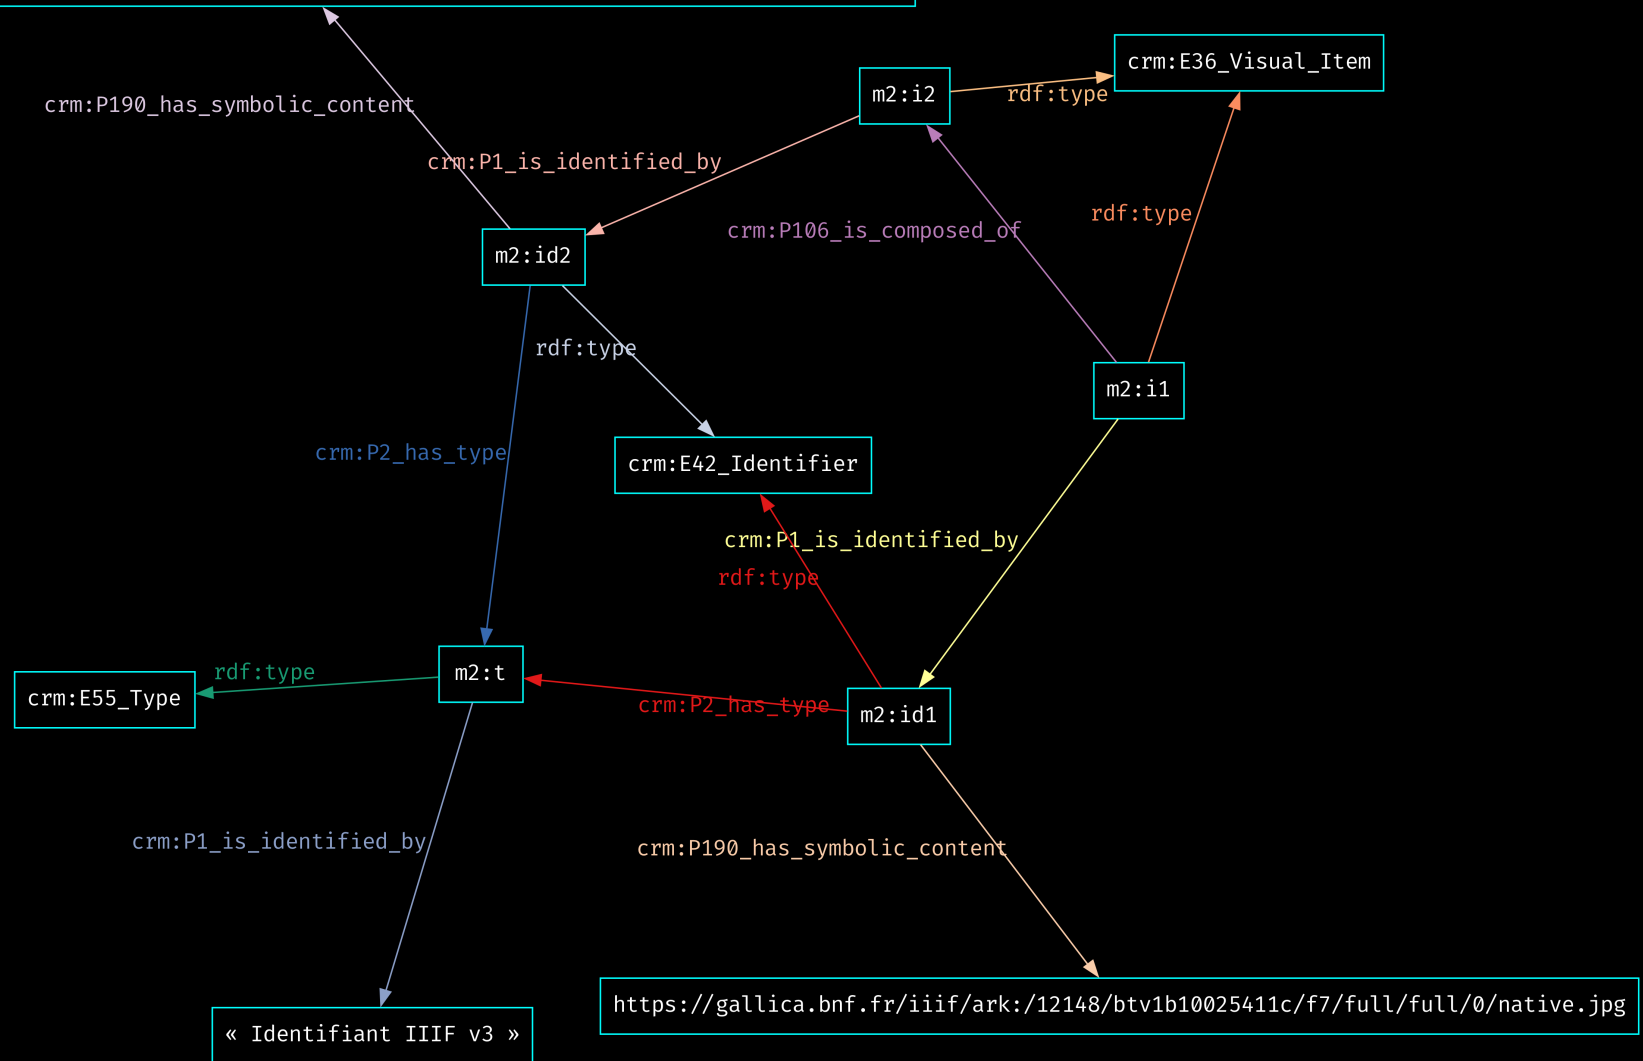 crm:E36_Visual_Item
m2:i2
rdf:type
crm:P190_has_symbolic_content
crm:P1_is_identified_by
rdf:type
crm:P106_is_composed_of
m2:id2
rdf:type
m2:i1
crm:P2_has_type
crm:E42_Identifier
crm:P1_is_identified_by
rdf:type
rdf:type
m2:t
crm:E55_Type
crm:P2_has_type
m2:id1
crm:P1_is_identified_by
crm:P190_has_symbolic_content
https://gallica.bnf.fr/iiif/ark:/12148/btv1b10025411c/f7/full/full/0/native.jpg
« Identifiant IIIF v3 »